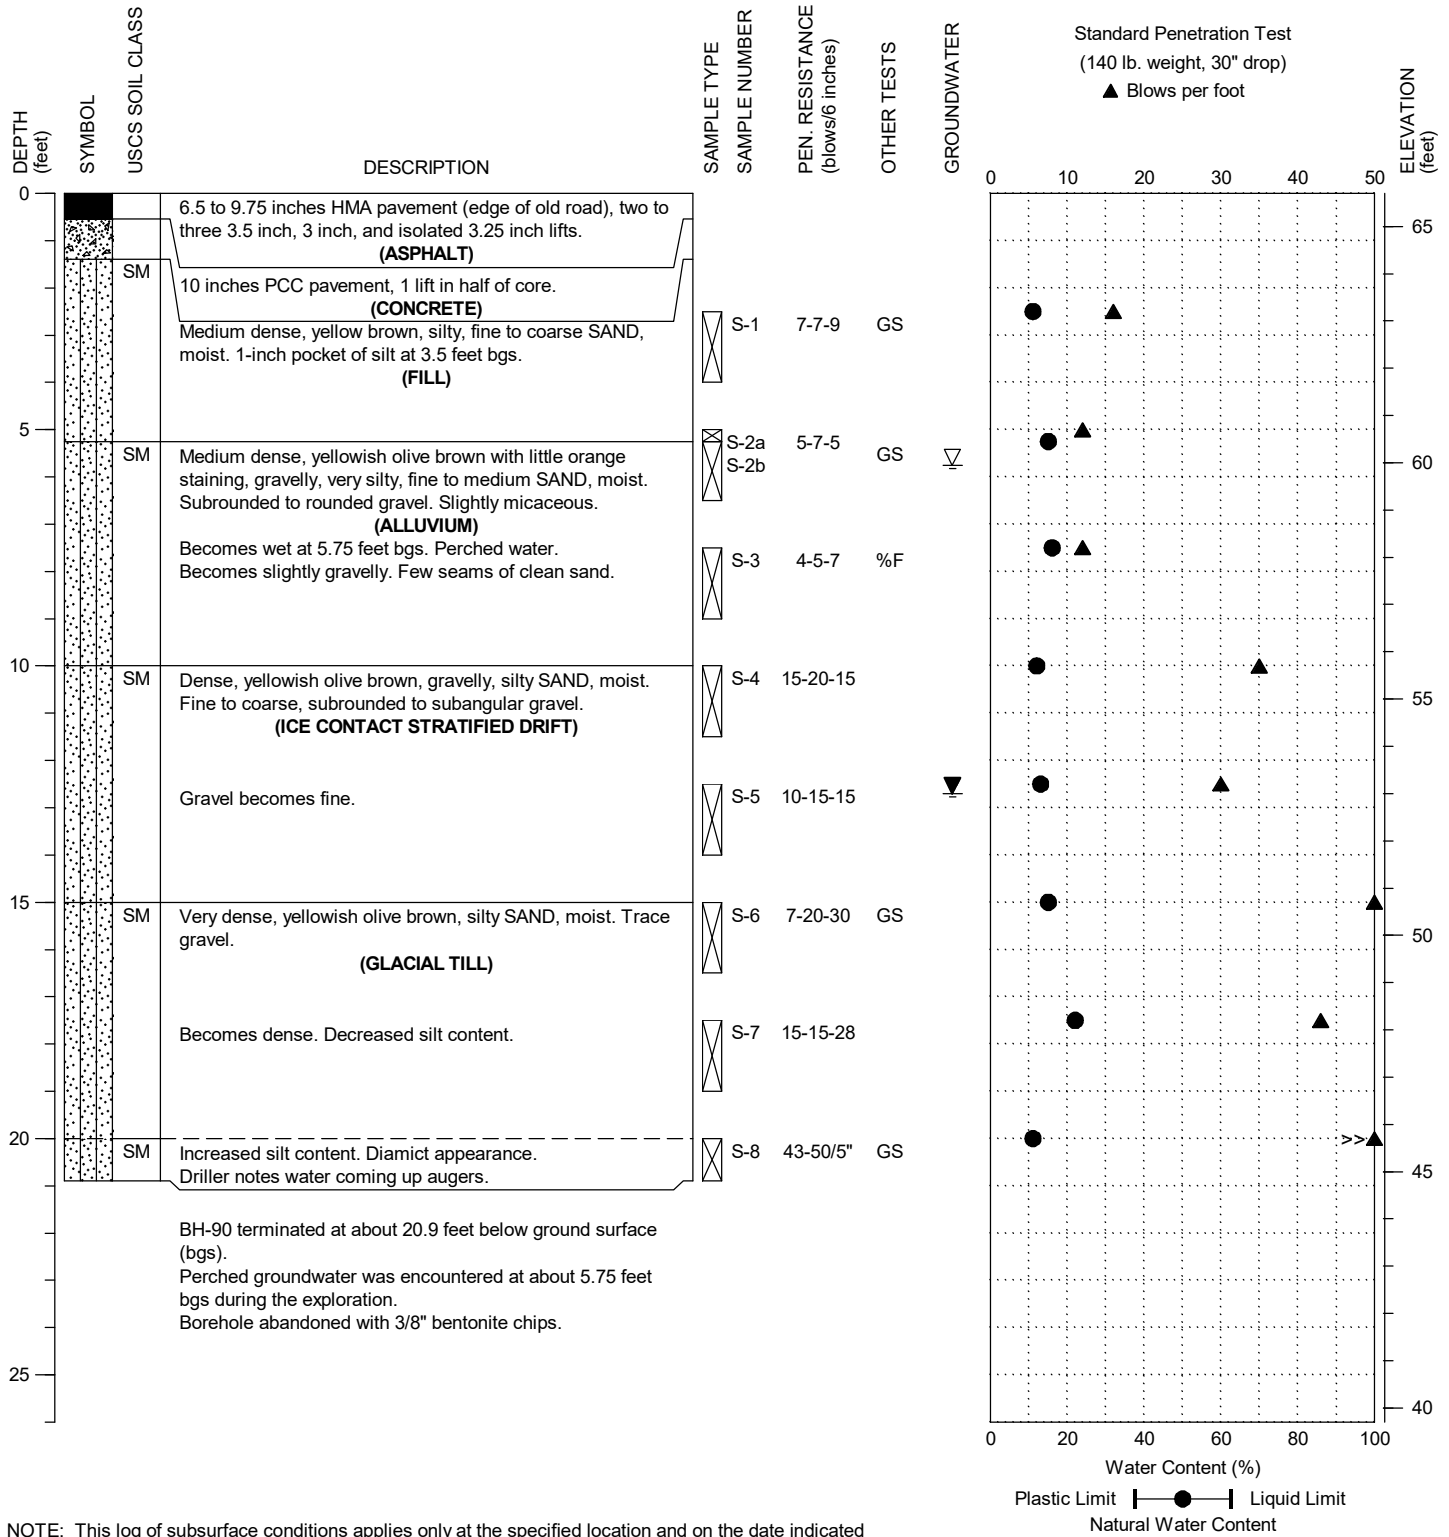 DEPTH
(feet)
SYMBOL
USCS SOIL CLASS
DESCRIPTION
SAMPLE TYPE
SAMPLE NUMBER
PEN. RESISTANCE
(blows/6 inches)
OTHER TESTS
GROUNDWATER
Standard Penetration Test
(140 lb. weight, 30" drop)
▲ Blows per foot
ELEVATION
(feet)
0 10 20 30 40 50
0
6.5 to 9.75 inches HMA pavement (edge of old road), two to
three 3.5 inch, 3 inch, and isolated 3.25 inch lifts.
(ASPHALT)
65
SM
10 inches PCC pavement, 1 lift in half of core.
(CONCRETE)
Medium dense, yellow brown, silty, fine to coarse SAND,
moist. 1-inch pocket of silt at 3.5 feet bgs.
(FILL)
S-1 7-7-9 GS
5
S-2a 5-7-5
S-2b GS
SM
Medium dense, yellowish olive brown with little orange
staining, gravelly, very silty, fine to medium SAND, moist.
Subrounded to rounded gravel. Slightly micaceous.
(ALLUVIUM)
60
Becomes wet at 5.75 feet bgs. Perched water.
Becomes slightly gravelly. Few seams of clean sand.
S-3 4-5-7 %F
10
SM
Dense, yellowish olive brown, gravelly, silty SAND, moist.
Fine to coarse, subrounded to subangular gravel.
(ICE CONTACT STRATIFIED DRIFT)
S-4 15-20-15
55
Gravel becomes fine.
S-5 10-15-15
15
SM
Very dense, yellowish olive brown, silty SAND, moist. Trace
gravel.
(GLACIAL TILL)
S-6 7-20-30 GS
50
Becomes dense. Decreased silt content.
S-7 15-15-28
20
>>
SM
Increased silt content. Diamict appearance.
Driller notes water coming up augers.
S-8 43-50/5" GS
45
BH-90 terminated at about 20.9 feet below ground surface
(bgs).
Perched groundwater was encountered at about 5.75 feet
bgs during the exploration.
Borehole abandoned with 3/8" bentonite chips.
25
40
0 20 40 60 80 100
Water Content (%)
Plastic Limit Liquid Limit
Natural Water Content
NOTE: This log of subsurface conditions applies only at the specified location and on the date indicated